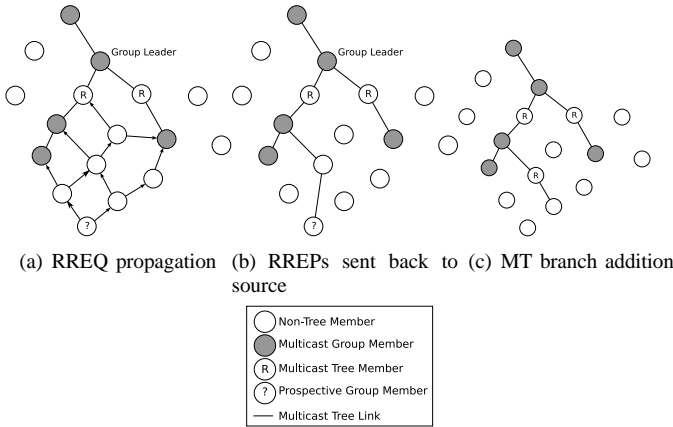 Group Leader
Group Leader
R
R
R
R
R
R
R
?
?
(a) RREQ propagation
(b) RREPs sent back to source
(c) MT branch addition
Non-Tree Member
Multicast Group Member
R Multicast Tree Member
? Prospective Group Member
Multicast Tree Link